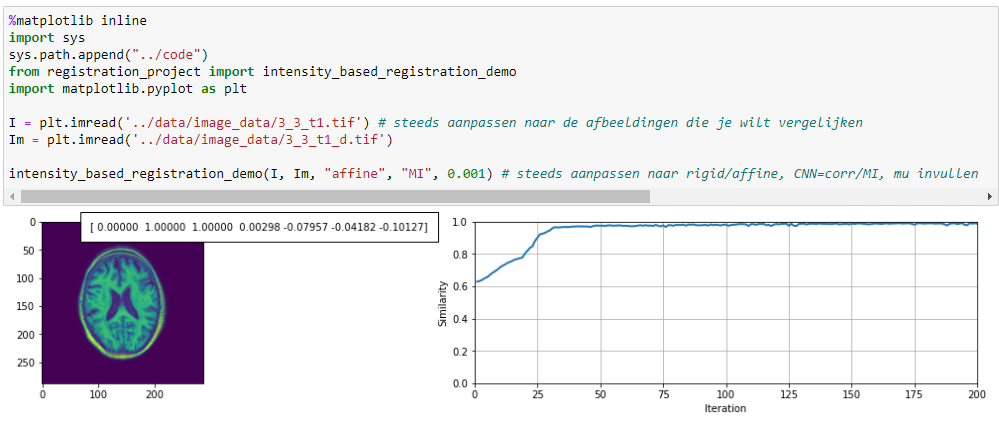 %matplotlib inline
import sys
sys.path.append("../code")
from registration_project import intensity_based_registration_demo
import matplotlib.pyplot as plt
I = plt.imread('../data/image_data/3_3_t1.tif') # steeds aanpassen naar de afbeeldingen die je wilt vergelijken
Im = plt.imread('../data/image_data/3_3_t1_d.tif')
intensity_based_registration_demo(I, Im, "affine", "MI", 0.001) # steeds aanpassen naar rigid/affine, CNN=corr/MI, mu invullen
[ 0.00000 1.00000 1.00000 0.00298 -0.07957 -0.04182 -0.10127]
0
50
100
150
200
250
0 100 200
Similarity
1.0
0.8
0.6
0.4
0.2
0.0
0 25 50 75 100 125 150 175 200
Iteration